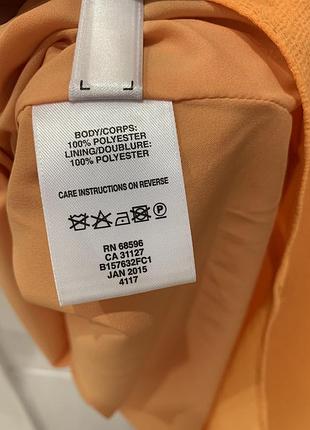 BODY/CORPS:
100% POLYESTER
LINING/DOUBLURE:
100% POLYESTER
CARE INSTRUCTIONS ON REVERSE
P
RN 68596
CA 31127
B157632FC1
JAN 2015
4117